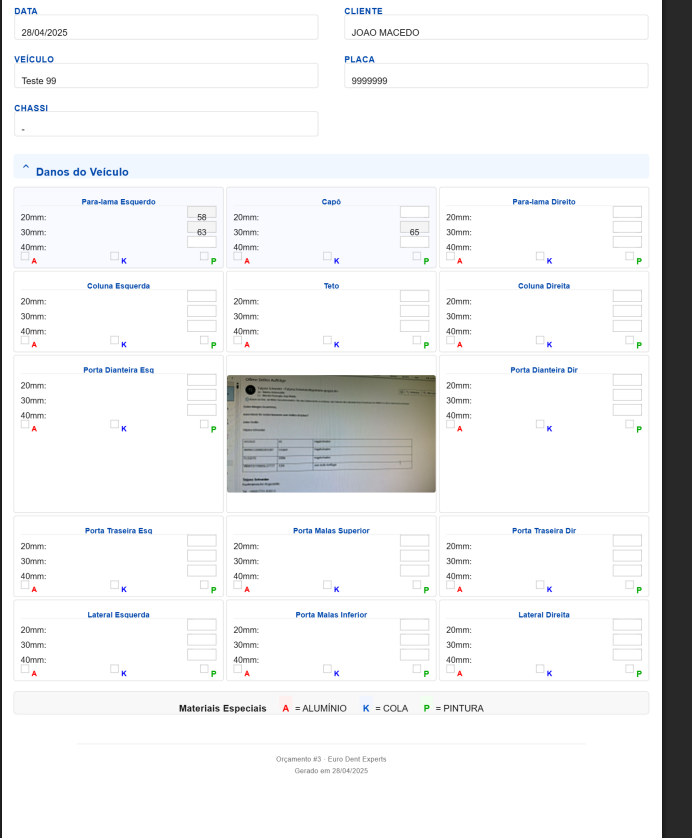 DATA
28/04/2025
CLIENTE
JOAO MACEDO
VEÍCULO
Teste 99
PLACA
9999999
CHASSI
-
Danos do Veículo
Para-lama Esquerdo
20mm: 58
30mm: 63
40mm:
A K P
Capô
20mm:
30mm: 65
40mm:
A K P
Para-lama Direito
20mm:
30mm:
40mm:
A K P
Coluna Esquerda
20mm:
30mm:
40mm:
A K P
Teto
20mm:
30mm:
40mm:
A K P
Coluna Direita
20mm:
30mm:
40mm:
A K P
Porta Dianteira Esq
20mm:
30mm:
40mm:
A K P
Porta Dianteira Dir
20mm:
30mm:
40mm:
A K P
Porta Traseira Esq
20mm:
30mm:
40mm:
A K P
Porta Malas Superior
20mm:
30mm:
40mm:
A K P
Porta Traseira Dir
20mm:
30mm:
40mm:
A K P
Lateral Esquerda
20mm:
30mm:
40mm:
A K P
Porta Malas Inferior
20mm:
30mm:
40mm:
A K P
Lateral Direita
20mm:
30mm:
40mm:
A K P
Materiais Especiais A = ALUMÍNIO K = COLA P = PINTURA
Orçamento #3 · Euro Dent Experts
Gerado em 28/04/2025